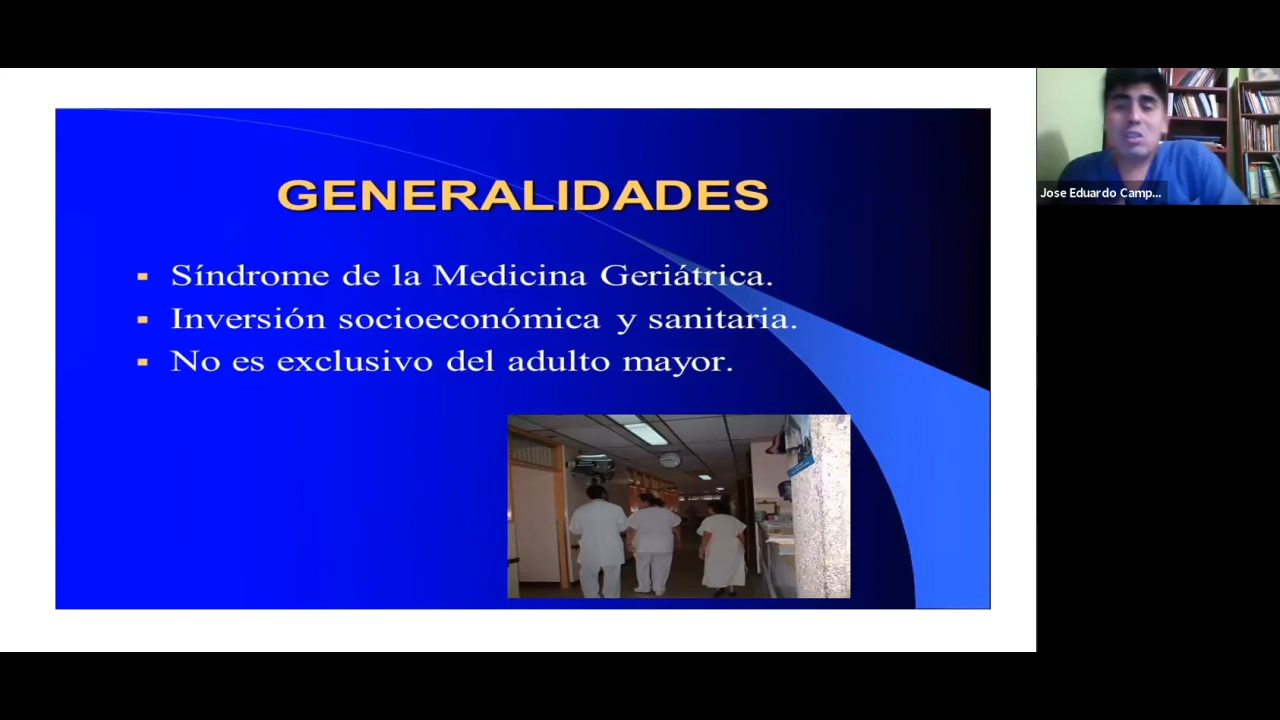 GENERALIDADES
Síndrome de la Medicina Geriátrica.
Inversión socioeconómica y sanitaria.
No es exclusivo del adulto mayor.
Jose Eduardo Camp...